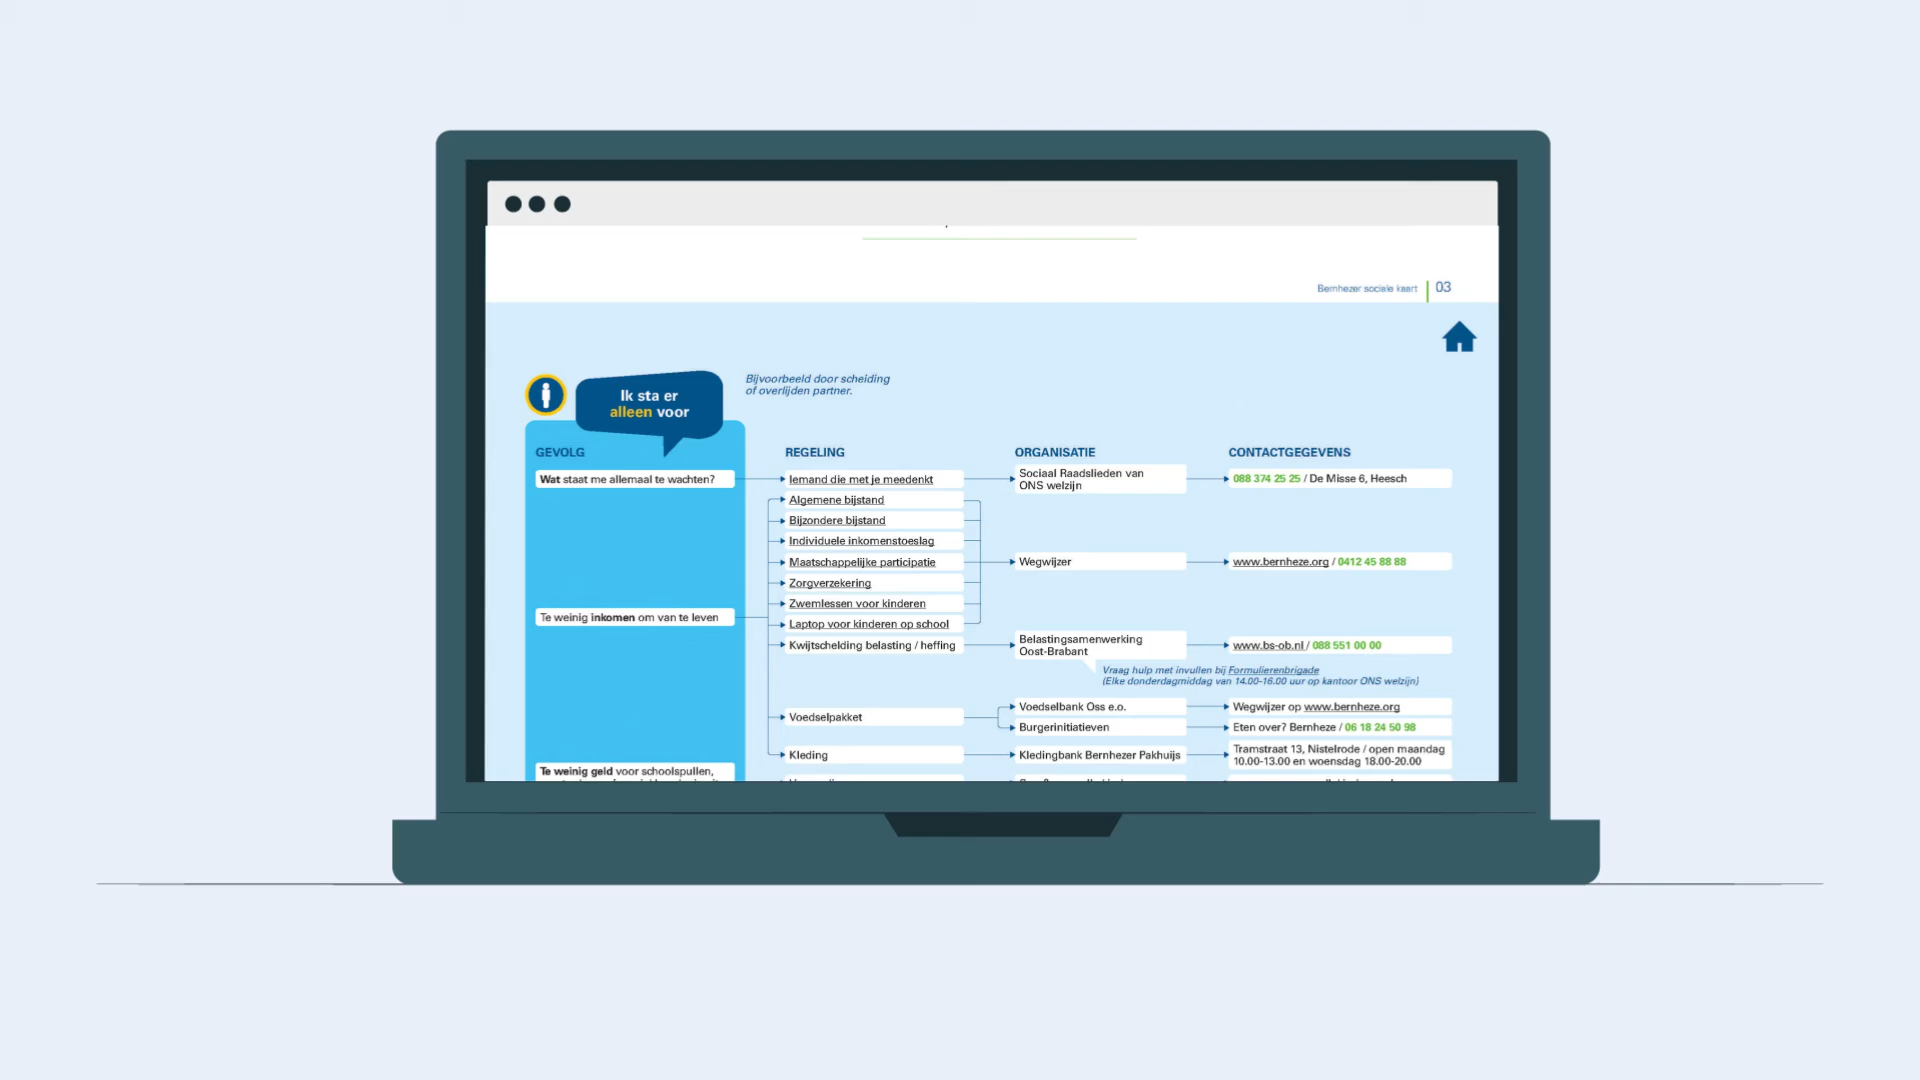 Bernhezer sociale kaart 03
Ik sta er
alleen voor
Bijvoorbeeld door scheiding
of overlijden partner.
GEVOLG
REGELING
ORGANISATIE
CONTACTGEGEVENS
Wat staat me allemaal te wachten?
Iemand die met je meedenkt
Sociaal Raadslieden van
ONS welzijn
088 374 25 25 / De Misse 6, Heesch
Algemene bijstand
Bijzondere bijstand
Individuele inkomenstoeslag
Maatschappelijke participatie
Wegwijzer
www.bernheze.org / 0412 45 88 88
Zorgverzekering
Zwemlessen voor kinderen
Te weinig inkomen om van te leven
Laptop voor kinderen op school
Kwijtschelding belasting / heffing
Belastingsamenwerking
Oost-Brabant
www.bs-ob.nl / 088 551 00 00
Vraag hulp met invullen bij Formulierenbrigade
(Elke donderdagmiddag van 14.00-16.00 uur op kantoor ONS welzijn)
Voedselpakket
Voedselbank Oss e.o.
Wegwijzer op www.bernheze.org
Burgerinitiatieven
Eten over? Bernheze / 06 18 24 50 98
Kleding
Kledingbank Bernhezer Pakhuijs
Tramstraat 13, Nistelrode / open maandag
10.00-13.00 en woensdag 18.00-20.00
Te weinig geld voor schoolspullen,